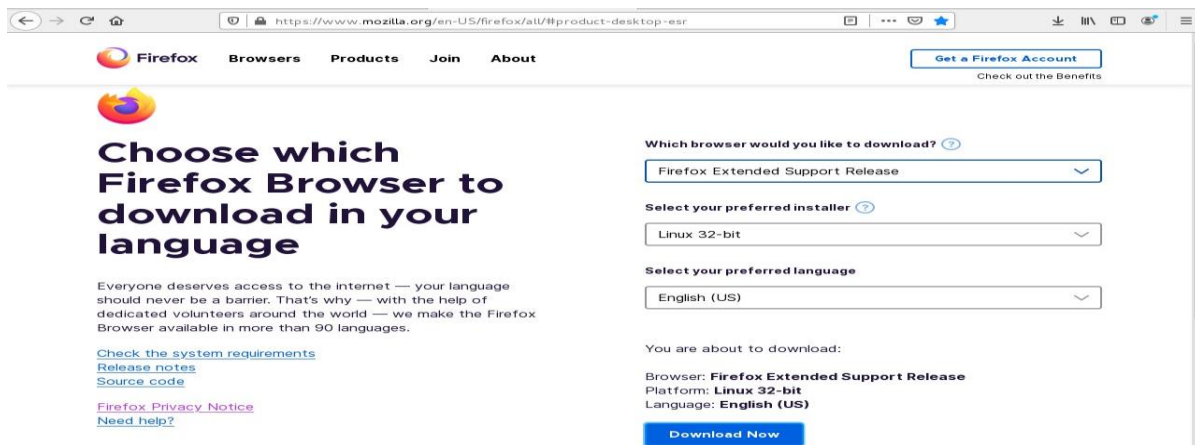 https://www.mozilla.org/en-US/firefox/all/#product-desktop-esr
Firefox Browsers Products Join About
Get a Firefox Account
Check out the Benefits
Choose which
Firefox Browser to
download in your
language
Everyone deserves access to the internet — your language
should never be a barrier. That's why — with the help of
dedicated volunteers around the world — we make the Firefox
Browser available in more than 90 languages.
Check the system requirements
Release notes
Source code
Firefox Privacy Notice
Need help?
Which browser would you like to download? ?
Firefox Extended Support Release
Select your preferred installer ?
Linux 32-bit
Select your preferred language
English (US)
You are about to download:
Browser: Firefox Extended Support Release
Platform: Linux 32-bit
Language: English (US)
Download Now